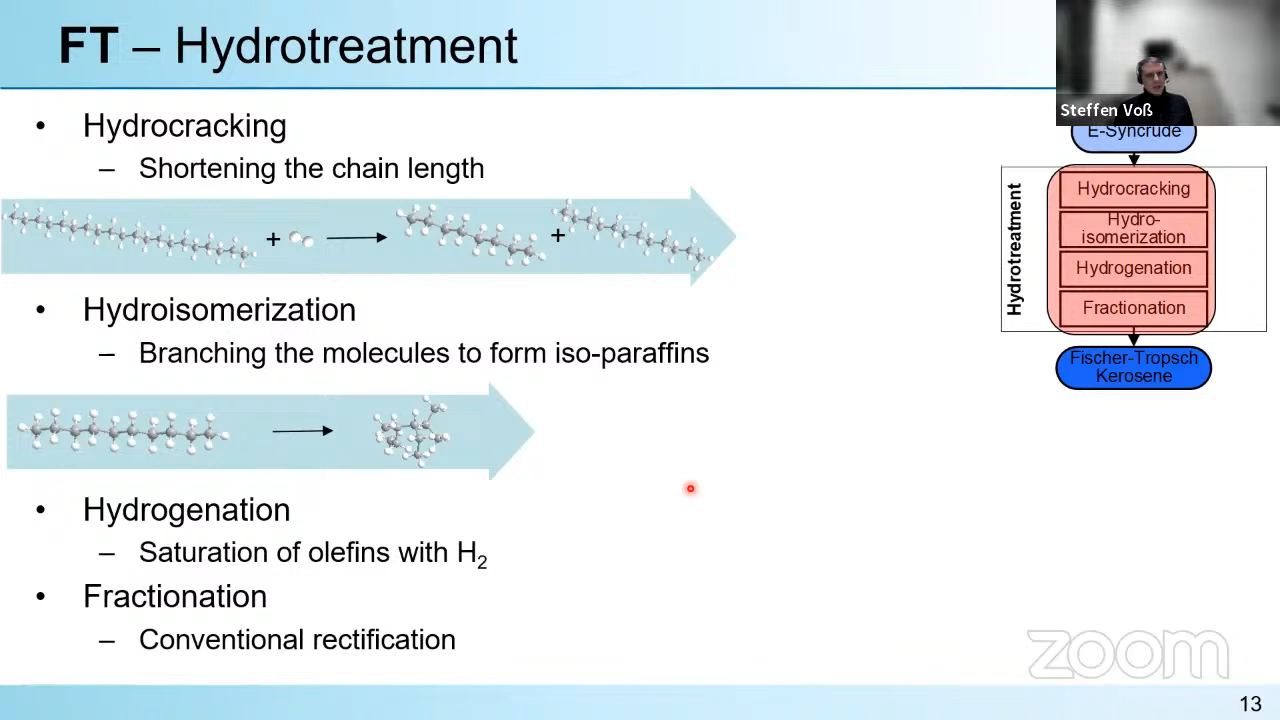 FT – Hydrotreatment
Steffen Voß
• Hydrocracking
– Shortening the chain length
+
+
• Hydroisomerization
– Branching the molecules to form iso-paraffins
• Hydrogenation
– Saturation of olefins with H₂
• Fractionation
– Conventional rectification
E-Syncrude
Hydrotreatment
Hydrocracking
Hydro-
isomerization
Hydrogenation
Fractionation
Fischer-Tropsch
Kerosene
zoom
13